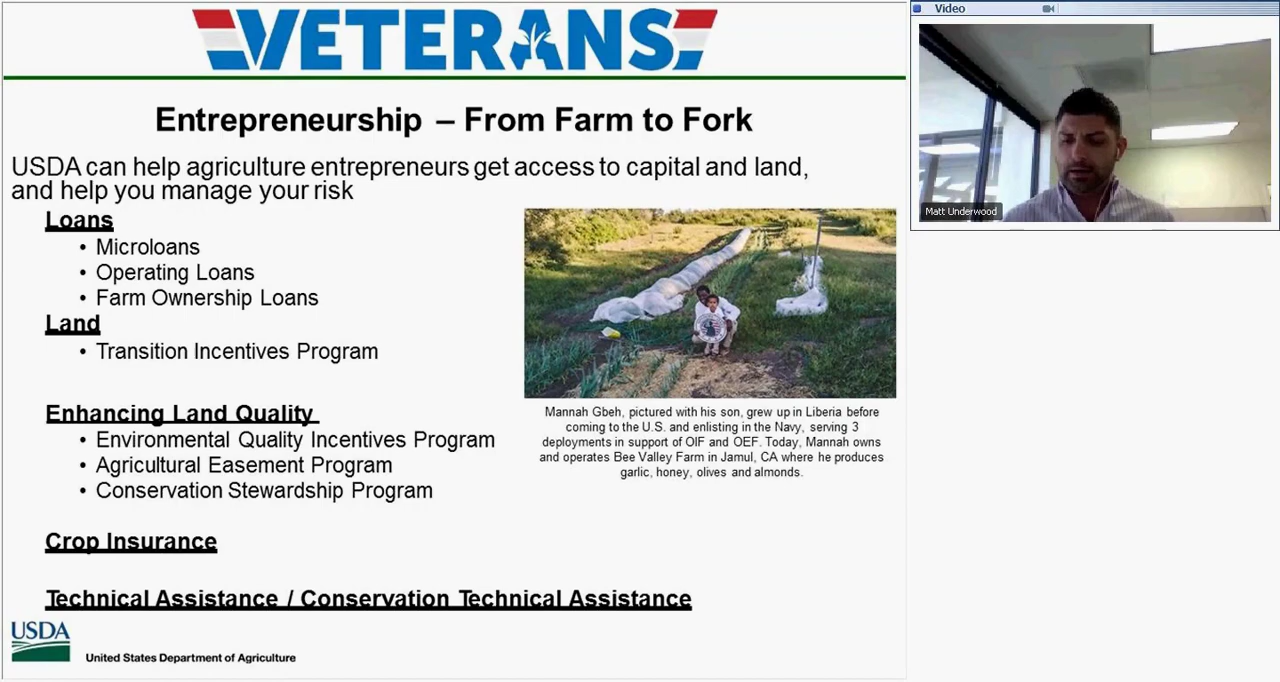 VETERANS
Entrepreneurship – From Farm to Fork
USDA can help agriculture entrepreneurs get access to capital and land,
and help you manage your risk
Loans
• Microloans
• Operating Loans
• Farm Ownership Loans
Land
• Transition Incentives Program
Enhancing Land Quality
• Environmental Quality Incentives Program
• Agricultural Easement Program
• Conservation Stewardship Program
Crop Insurance
Technical Assistance / Conservation Technical Assistance
Mannah Gbeh, pictured with his son, grew up in Liberia before
coming to the U.S. and enlisting in the Navy, serving 3
deployments in support of OIF and OEF. Today, Mannah owns
and operates Bee Valley Farm in Jamul, CA where he produces
garlic, honey, olives and almonds.
USDA
United States Department of Agriculture
Video
Matt Underwood